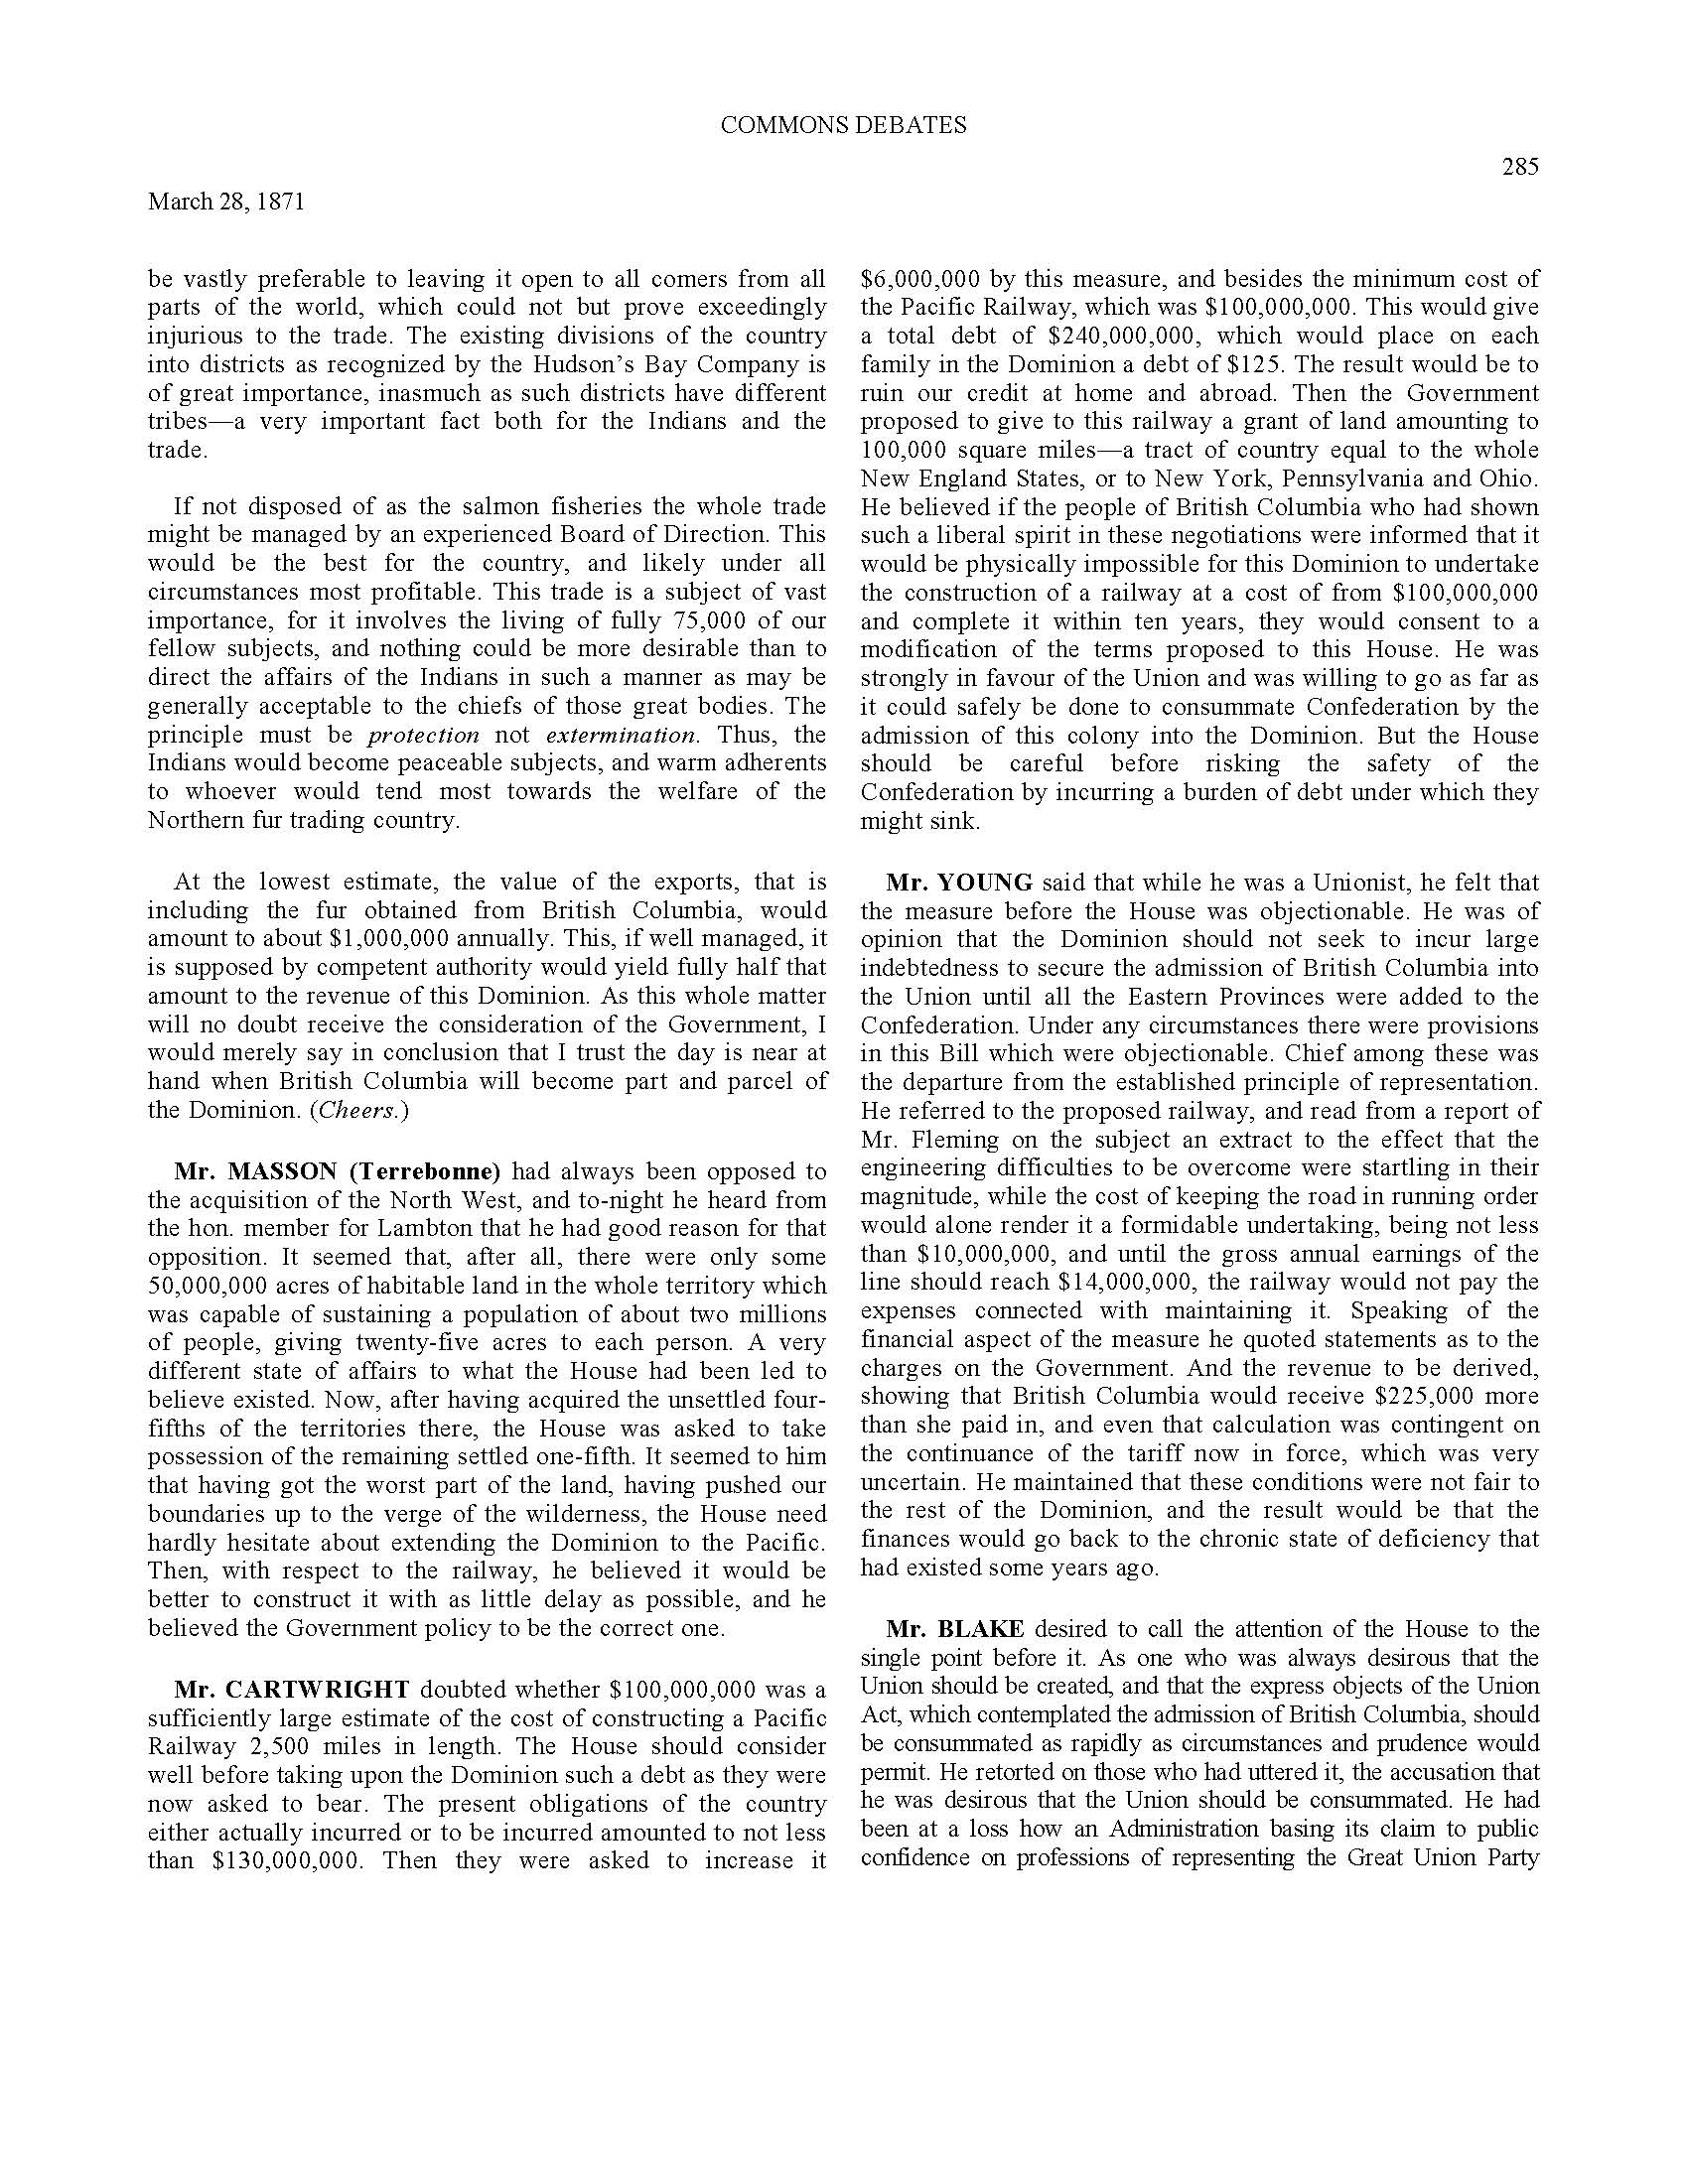 COMMONS DEBATES
285
March 28, 1871
be vastly preferable to leaving it open to all comers from all
parts of the world, which could not but prove exceedingly
injurious to the trade. The existing divisions of the country
into districts as recognized by the Hudson’s Bay Company is
of great importance, inasmuch as such districts have different
tribes—a very important fact both for the Indians and the
trade.
If not disposed of as the salmon fisheries the whole trade
might be managed by an experienced Board of Direction. This
would be the best for the country, and likely under all
circumstances most profitable. This trade is a subject of vast
importance, for it involves the living of fully 75,000 of our
fellow subjects, and nothing could be more desirable than to
direct the affairs of the Indians in such a manner as may be
generally acceptable to the chiefs of those great bodies. The
principle must be protection not extermination. Thus, the
Indians would become peaceable subjects, and warm adherents
to whoever would tend most towards the welfare of the
Northern fur trading country.
At the lowest estimate, the value of the exports, that is
including the fur obtained from British Columbia, would
amount to about $1,000,000 annually. This, if well managed, it
is supposed by competent authority would yield fully half that
amount to the revenue of this Dominion. As this whole matter
will no doubt receive the consideration of the Government, I
would merely say in conclusion that I trust the day is near at
hand when British Columbia will become part and parcel of
the Dominion. (Cheers.)
Mr. MASSON (Terrebonne) had always been opposed to
the acquisition of the North West, and to-night he heard from
the hon. member for Lambton that he had good reason for that
opposition. It seemed that, after all, there were only some
50,000,000 acres of habitable land in the whole territory which
was capable of sustaining a population of about two millions
of people, giving twenty-five acres to each person. A very
different state of affairs to what the House had been led to
believe existed. Now, after having acquired the unsettled four-
fifths of the territories there, the House was asked to take
possession of the remaining settled one-fifth. It seemed to him
that having got the worst part of the land, having pushed our
boundaries up to the verge of the wilderness, the House need
hardly hesitate about extending the Dominion to the Pacific.
Then, with respect to the railway, he believed it would be
better to construct it with as little delay as possible, and he
believed the Government policy to be the correct one.
Mr. CARTWRIGHT doubted whether $100,000,000 was a
sufficiently large estimate of the cost of constructing a Pacific
Railway 2,500 miles in length. The House should consider
well before taking upon the Dominion such a debt as they were
now asked to bear. The present obligations of the country
either actually incurred or to be incurred amounted to not less
than $130,000,000. Then they were asked to increase it
$6,000,000 by this measure, and besides the minimum cost of
the Pacific Railway, which was $100,000,000. This would give
a total debt of $240,000,000, which would place on each
family in the Dominion a debt of $125. The result would be to
ruin our credit at home and abroad. Then the Government
proposed to give to this railway a grant of land amounting to
100,000 square miles—a tract of country equal to the whole
New England States, or to New York, Pennsylvania and Ohio.
He believed if the people of British Columbia who had shown
such a liberal spirit in these negotiations were informed that it
would be physically impossible for this Dominion to undertake
the construction of a railway at a cost of from $100,000,000
and complete it within ten years, they would consent to a
modification of the terms proposed to this House. He was
strongly in favour of the Union and was willing to go as far as
it could safely be done to consummate Confederation by the
admission of this colony into the Dominion. But the House
should be careful before risking the safety of the
Confederation by incurring a burden of debt under which they
might sink.
Mr. YOUNG said that while he was a Unionist, he felt that
the measure before the House was objectionable. He was of
opinion that the Dominion should not seek to incur large
indebtedness to secure the admission of British Columbia into
the Union until all the Eastern Provinces were added to the
Confederation. Under any circumstances there were provisions
in this Bill which were objectionable. Chief among these was
the departure from the established principle of representation.
He referred to the proposed railway, and read from a report of
Mr. Fleming on the subject an extract to the effect that the
engineering difficulties to be overcome were startling in their
magnitude, while the cost of keeping the road in running order
would alone render it a formidable undertaking, being not less
than $10,000,000, and until the gross annual earnings of the
line should reach $14,000,000, the railway would not pay the
expenses connected with maintaining it. Speaking of the
financial aspect of the measure he quoted statements as to the
charges on the Government. And the revenue to be derived,
showing that British Columbia would receive $225,000 more
than she paid in, and even that calculation was contingent on
the continuance of the tariff now in force, which was very
uncertain. He maintained that these conditions were not fair to
the rest of the Dominion, and the result would be that the
finances would go back to the chronic state of deficiency that
had existed some years ago.
Mr. BLAKE desired to call the attention of the House to the
single point before it. As one who was always desirous that the
Union should be created, and that the express objects of the Union
Act, which contemplated the admission of British Columbia, should
be consummated as rapidly as circumstances and prudence would
permit. He retorted on those who had uttered it, the accusation that
he was desirous that the Union should be consummated. He had
been at a loss how an Administration basing its claim to public
confidence on professions of representing the Great Union Party